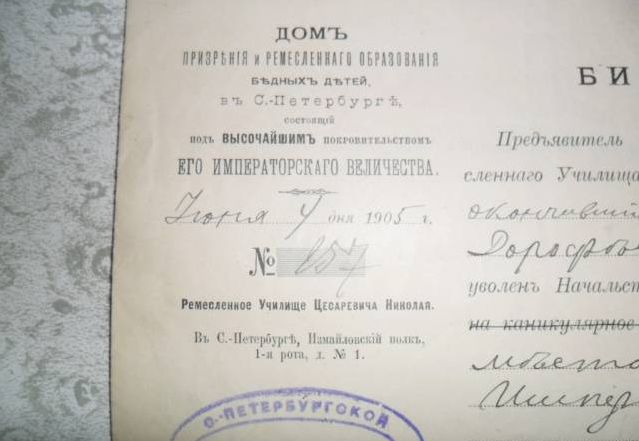 ДОМЪ
ПРИЗРѢНІЯ И РЕМЕСЛЕННАГО ОБРАЗОВАНІЯ
БѢДНЫХЪ ДѢТЕЙ,
въ С.-Петербургѣ,
состоящій
подъ ВЫСОЧАЙШИМЪ покровительствомъ
ЕГО ИМПЕРАТОРСКАГО ВЕЛИЧЕСТВА.
Іюня 4 дня 1905 г.
№ 157
Ремесленное Училище Цесаревича Николая.
Въ С.-Петербургѣ, Измайловскій полкъ,
1-я рота, д. № 1.
С.-ПЕТЕРБУРГСКОЙ
БИ
Предъявитель
сленнаго Училища
окончившій
Дорофѣ
уволенъ Начальст
на каникулярное